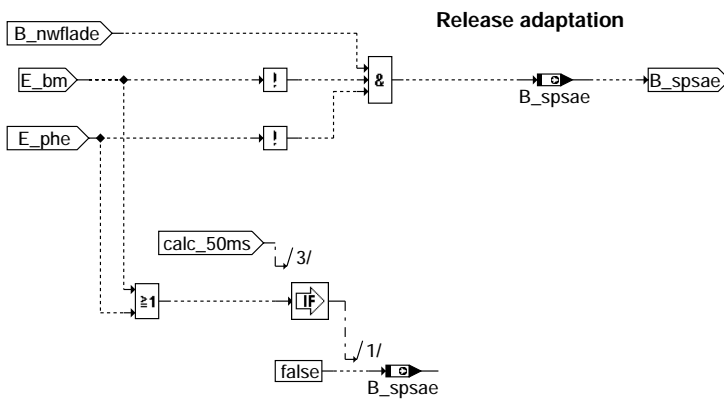 Release adaptation
B_nwflade
E_bm
!
&
B_spsae
B_spsae
E_phe
!
calc_50ms
/3/
≥1
IF
/1/
false
B_spsae